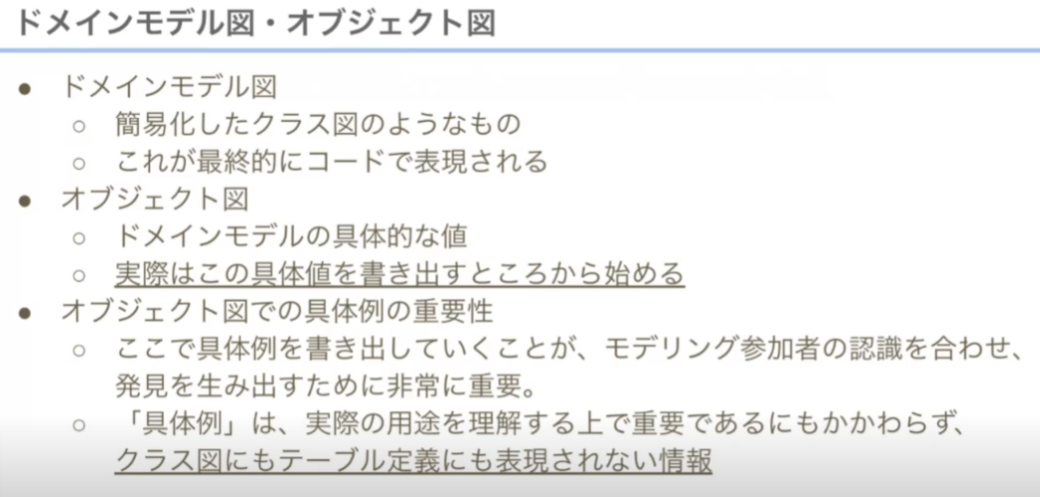 ドメインモデル図・オブジェクト図
● ドメインモデル図
○ 簡易化したクラス図のようなもの
○ これが最終的にコードで表現される
● オブジェクト図
○ ドメインモデルの具体的な値
○ 実際はこの具体値を書き出すところから始める
● オブジェクト図での具体例の重要性
○ ここで具体例を書き出していくことが、モデリング参加者の認識を合わせ、
発見を生み出すために非常に重要。
○ 「具体例」は、実際の用途を理解する上で重要であるにもかかわらず、
クラス図にもテーブル定義にも表現されない情報